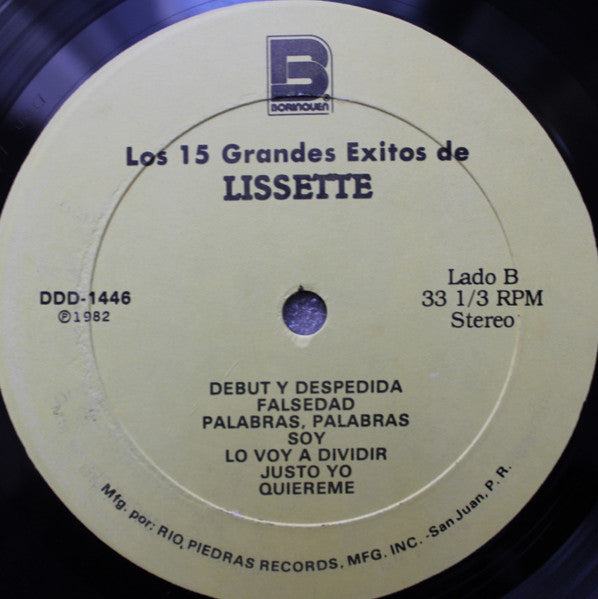 B
BORINQUEN
Los 15 Grandes Exitos de
LISSETTE
DDD-1446
℗1982
Lado B
33 1/3 RPM
Stereo
DEBUT Y DESPEDIDA
FALSEDAD
PALABRAS, PALABRAS
SOY
LO VOY A DIVIDIR
JUSTO YO
QUIEREME
Mfg. por: RIO PIEDRAS RECORDS, MFG. INC. -San Juan, P. R.